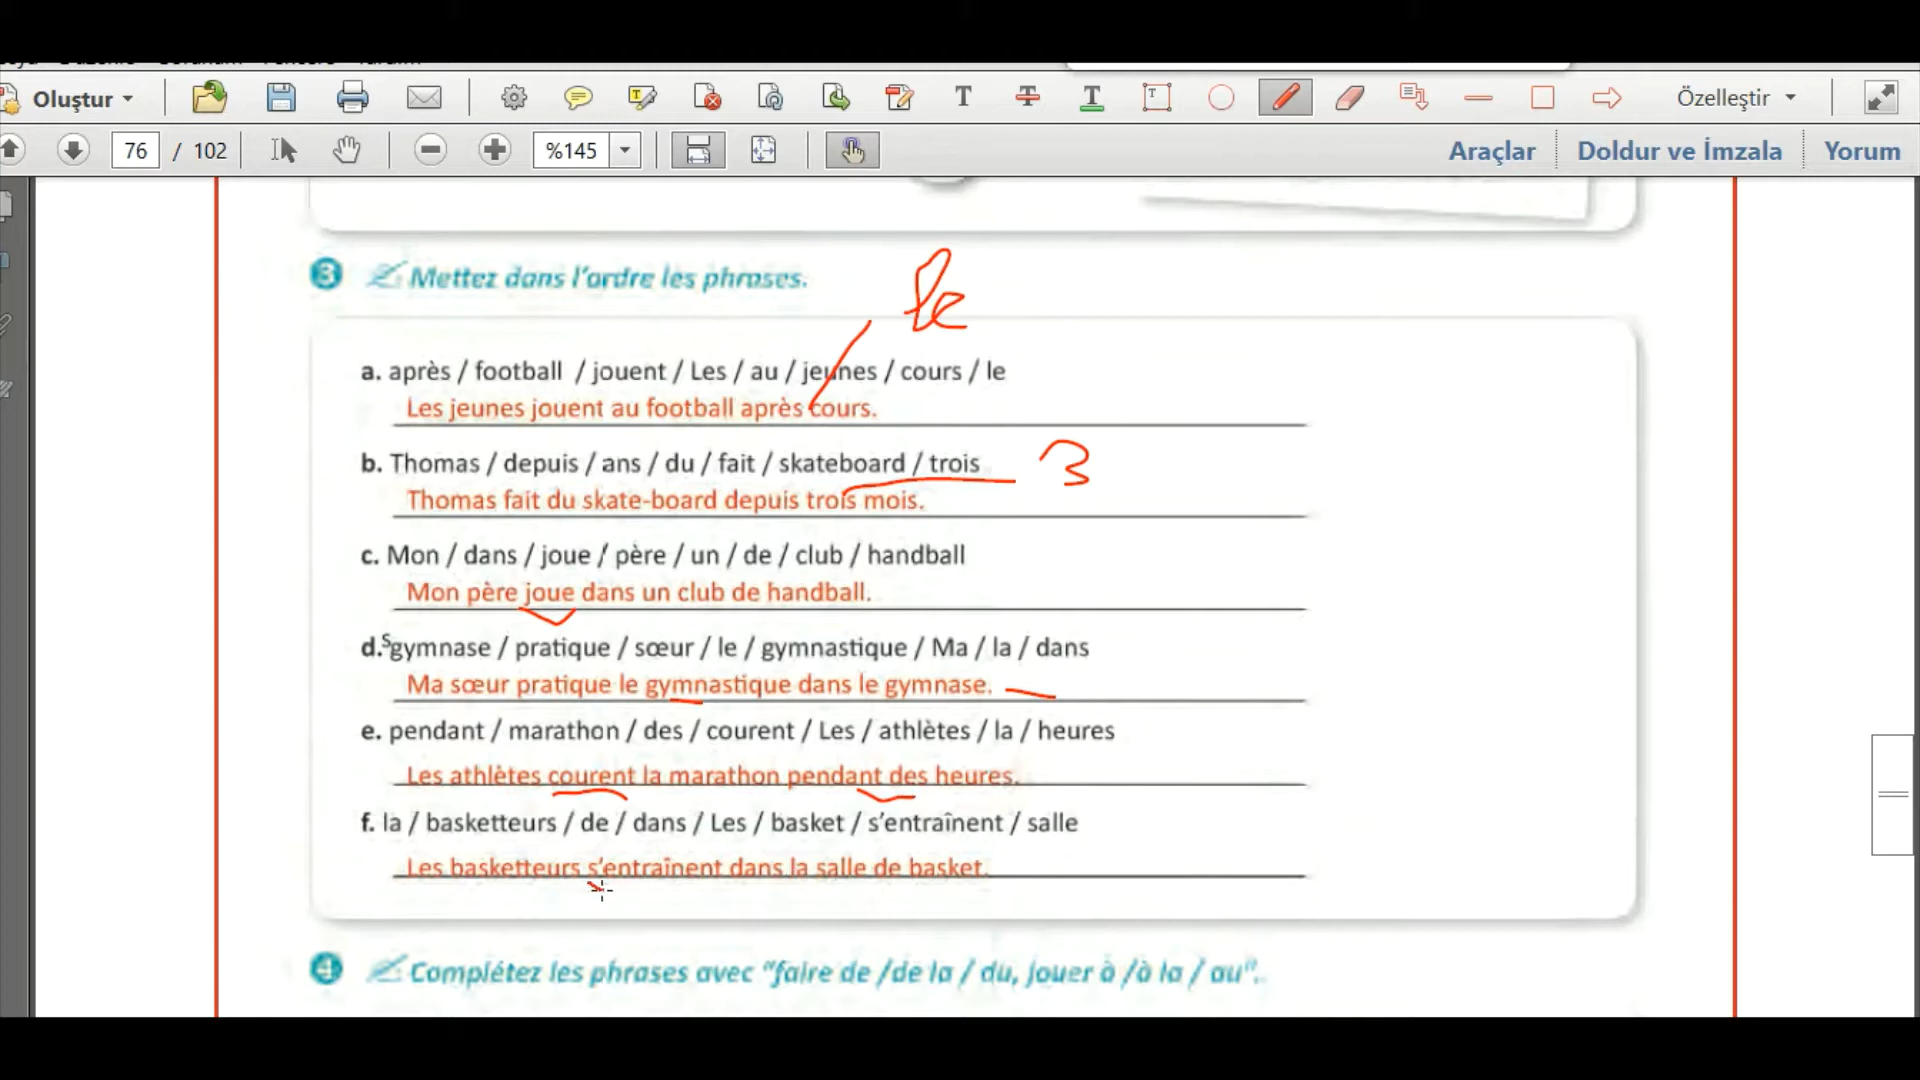 Oluştur
Özelleştir
76 / 102
%145
Araçlar
Doldur ve İmzala
Yorum
le
3 Mettez dans l'ordre les phrases.
a. après / football / jouent / Les / au / jeunes / cours / le
Les jeunes jouent au football après cours.
b. Thomas / depuis / ans / du / fait / skateboard / trois
3
Thomas fait du skate-board depuis trois mois.
c. Mon / dans / joue / père / un / de / club / handball
Mon père joue dans un club de handball.
d.s gymnase / pratique / sœur / le / gymnastique / Ma / la / dans
Ma sœur pratique le gymnastique dans le gymnase.
e. pendant / marathon / des / courent / Les / athlètes / la / heures
Les athlètes courent la marathon pendant des heures.
f. la / basketteurs / de / dans / Les / basket / s'entraînent / salle
Les basketteurs s'entraînent dans la salle de basket.
4 Complétez les phrases avec "faire de /de la / du, jouer à /à la / au".